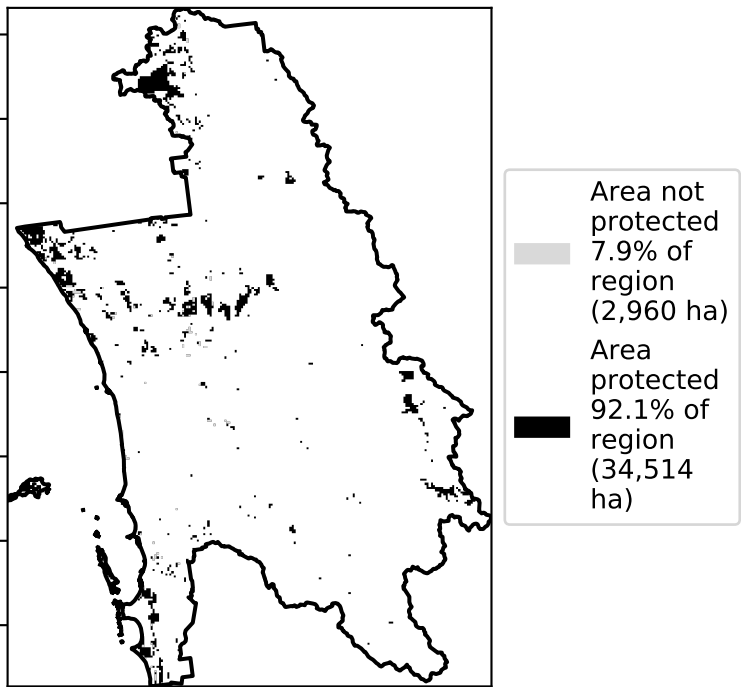 Area not
protected
7.9% of
region
(2,960 ha)
Area
protected
92.1% of
region
(34,514
ha)